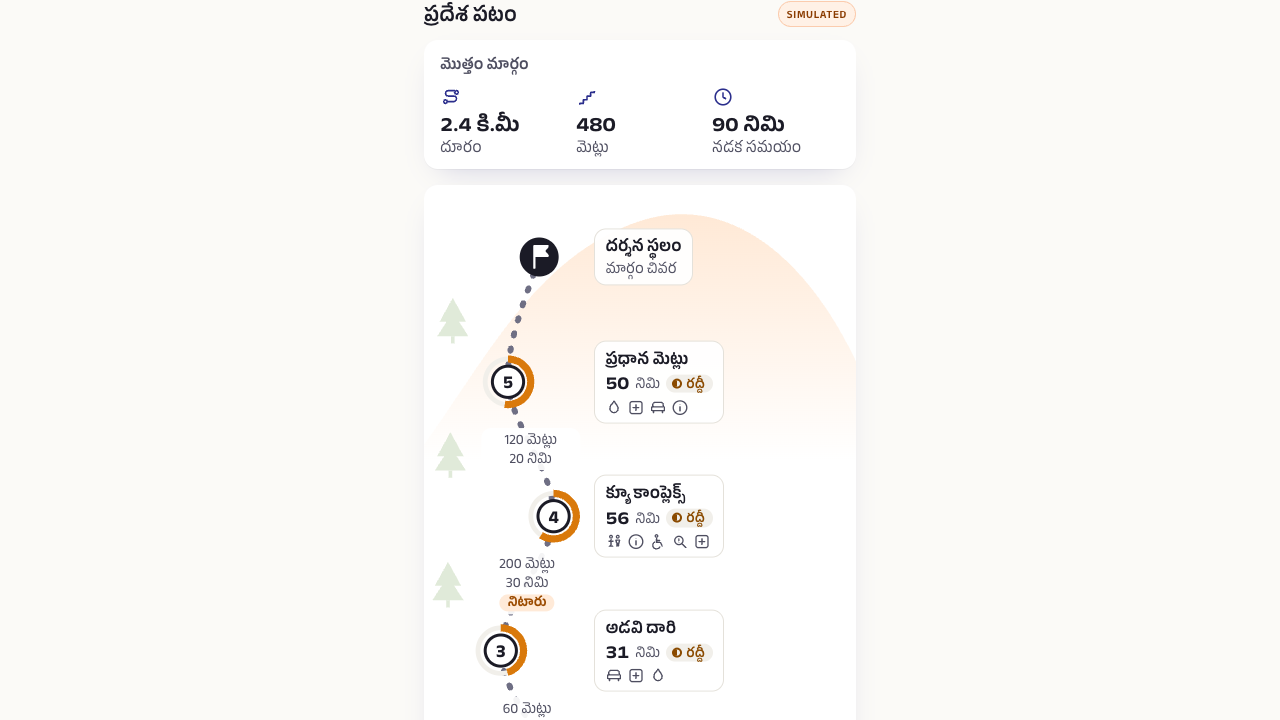 ప్రదేశ పటం
SIMULATED
మొత్తం మార్గం
2.4 కి.మీ
దూరం
480
మెట్లు
90 నిమి
నడక సమయం
దర్శన స్థలం
మార్గం చివర
5
ప్రధాన మెట్లు
50 నిమి రద్దీ
120 మెట్లు
20 నిమి
4
క్యూ కాంప్లెక్స్
56 నిమి రద్దీ
200 మెట్లు
30 నిమి
నిటారు
3
అడవి దారి
31 నిమి రద్దీ
60 మెట్లు